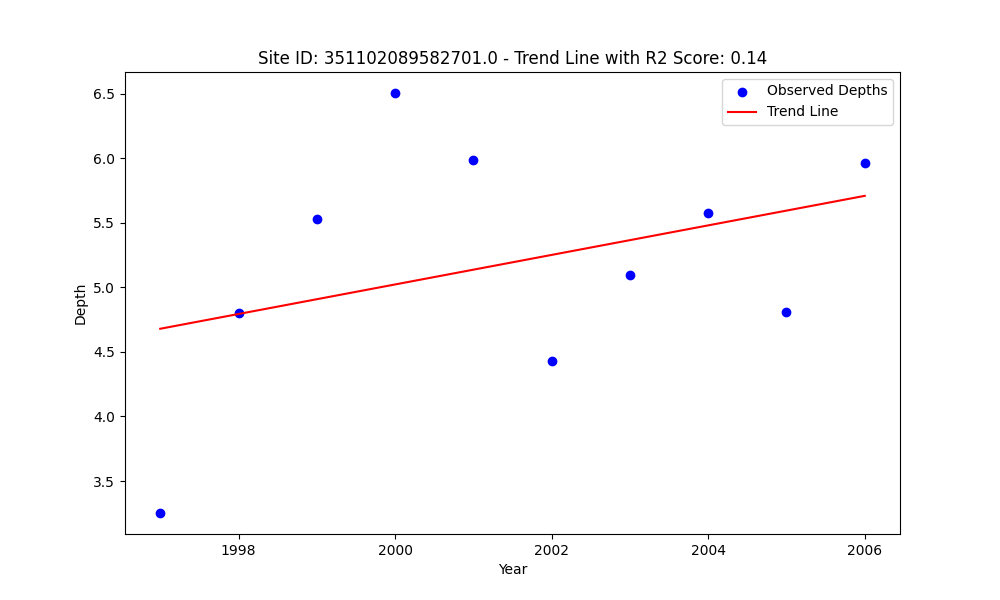 Site ID: 351102089582701.0 - Trend Line with R2 Score: 0.14
Observed Depths
Trend Line
6.5
6.0
5.5
5.0
4.5
4.0
3.5
Depth
1998
2000
2002
2004
2006
Year